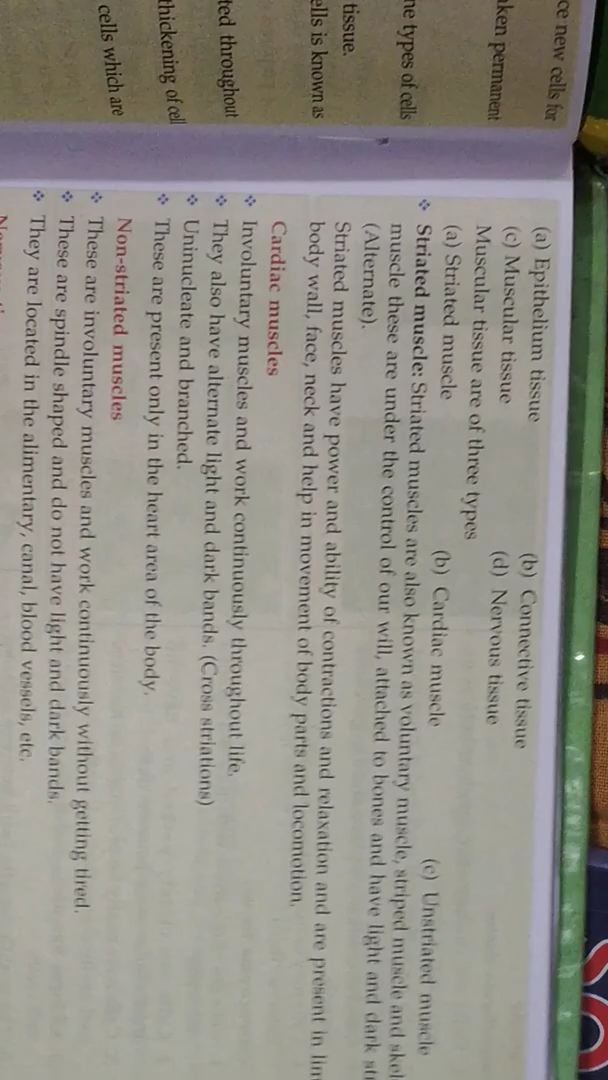 ce new cells for
ken permanent
ne types of cells
tissue.
ells is known as
ted throughout
thickening of cell
cells which are
(a) Epithelium tissue (b) Connective tissue
(c) Muscular tissue (d) Nervous tissue
Muscular tissue are of three types
(a) Striated muscle (b) Cardiac muscle (c) Unstriated muscle
❖ Striated muscle: Striated muscles are also known as voluntary muscle, striped muscle and skel
muscle these are under the control of our will, attached to bones and have light and dark str
(Alternate).
Striated muscles have power and ability of contractions and relaxation and are present in lim
body wall, face, neck and help in movement of body parts and locomotion.
Cardiac muscles
❖ Involuntary muscles and work continuously throughout life.
❖ They also have alternate light and dark bands. (Cross striations)
❖ Uninucleate and branched.
❖ These are present only in the heart area of the body.
Non-striated muscles
❖ These are involuntary muscles and work continuously without getting tired.
❖ These are spindle shaped and do not have light and dark bands.
❖ They are located in the alimentary, canal, blood vessels, etc.